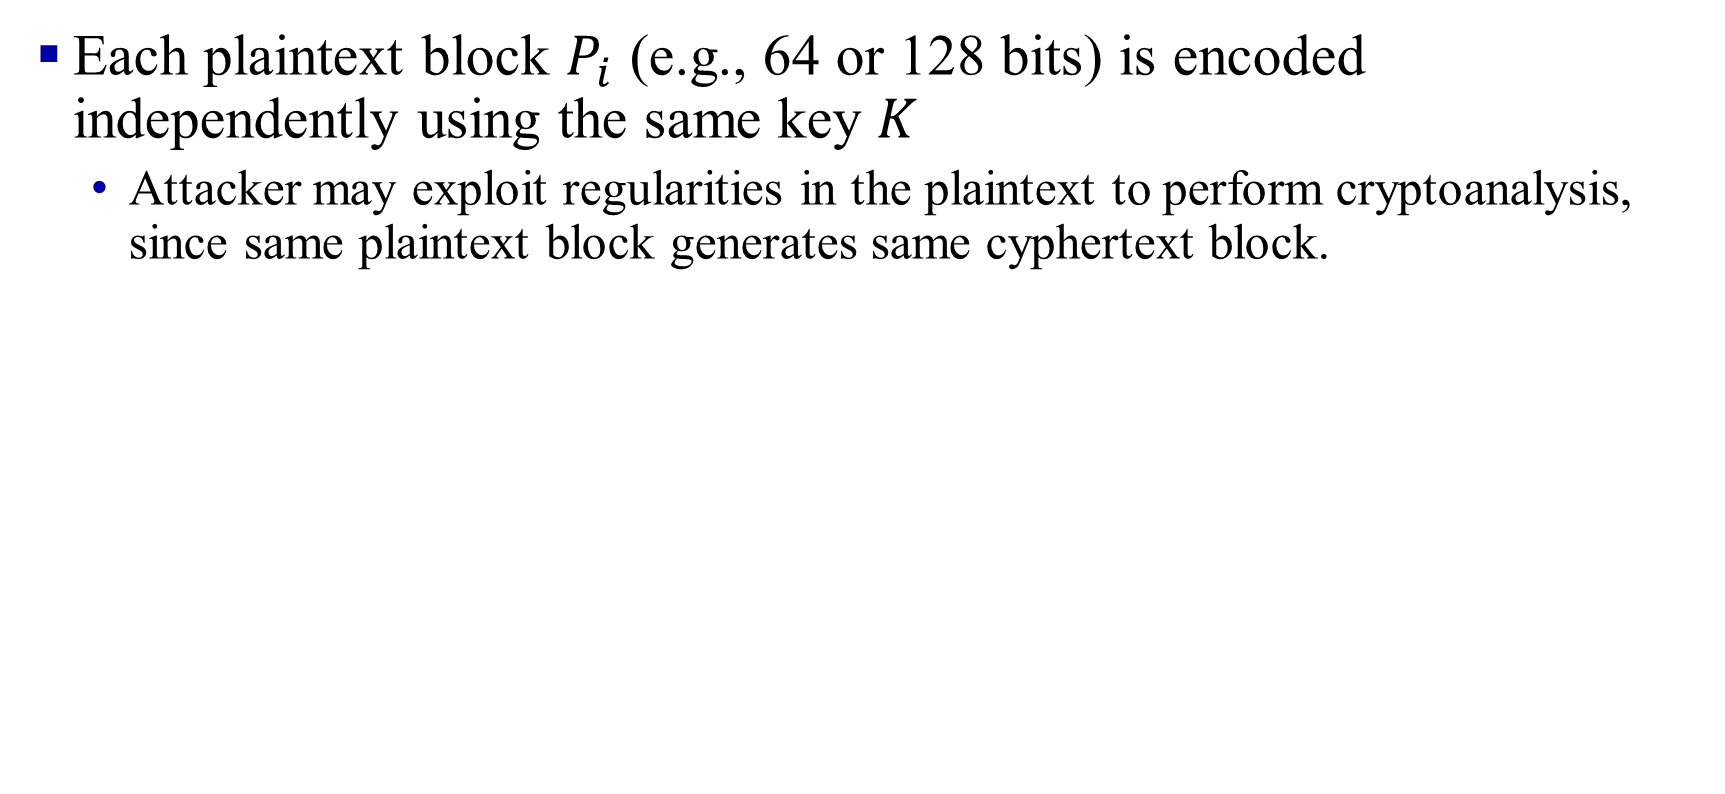 ▪ Each plaintext block 𝑃ᵢ (e.g., 64 or 128 bits) is encoded
independently using the same key 𝐾
• Attacker may exploit regularities in the plaintext to perform cryptoanalysis,
since same plaintext block generates same cyphertext block.